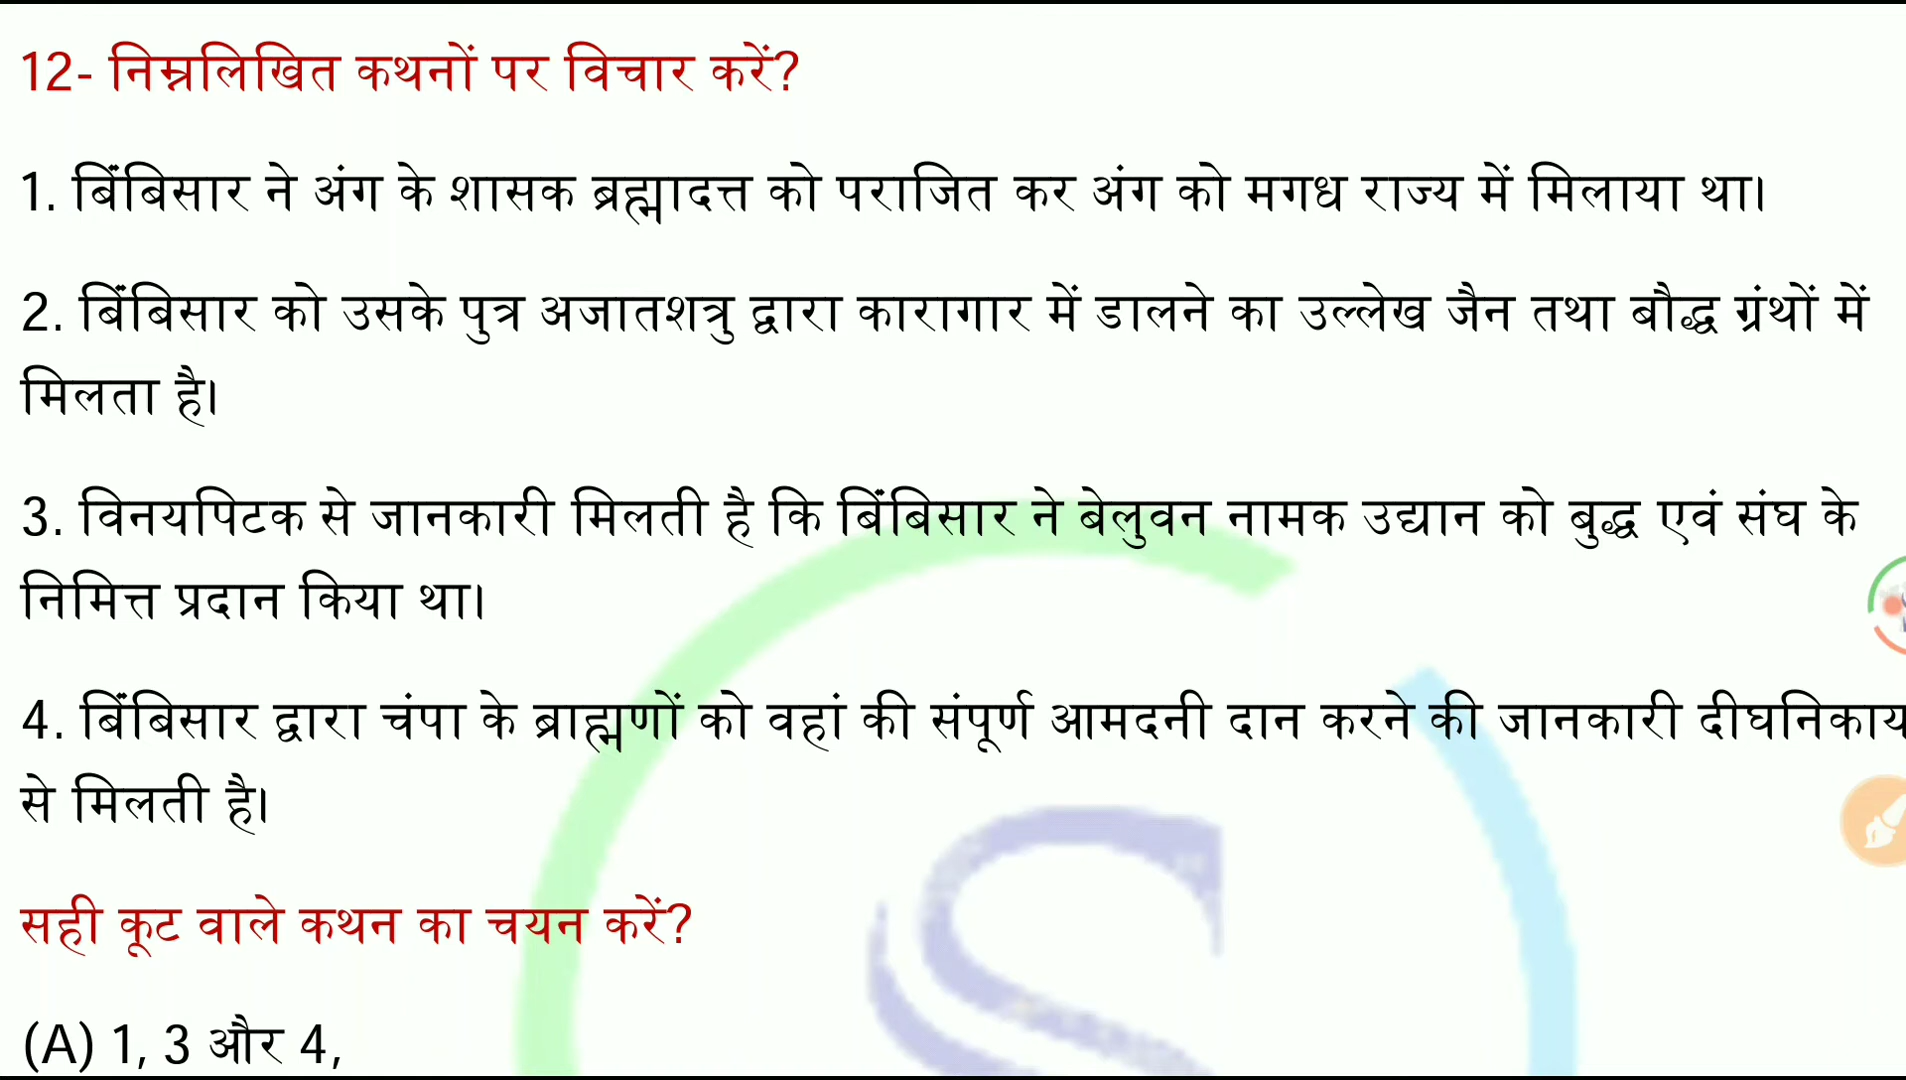 12- निम्नलिखित कथनों पर विचार करें?
1. बिंबिसार ने अंग के शासक ब्रह्मादत्त को पराजित कर अंग को मगध राज्य में मिलाया था।
2. बिंबिसार को उसके पुत्र अजातशत्रु द्वारा कारागार में डालने का उल्लेख जैन तथा बौद्ध ग्रंथों में
मिलता है।
3. विनयपिटक से जानकारी मिलती है कि बिंबिसार ने बेलुवन नामक उद्यान को बुद्ध एवं संघ के
निमित्त प्रदान किया था।
4. बिंबिसार द्वारा चंपा के ब्राह्मणों को वहां की संपूर्ण आमदनी दान करने की जानकारी दीघनिकाय
से मिलती है।
सही कूट वाले कथन का चयन करें?
(A) 1, 3 और 4,
S